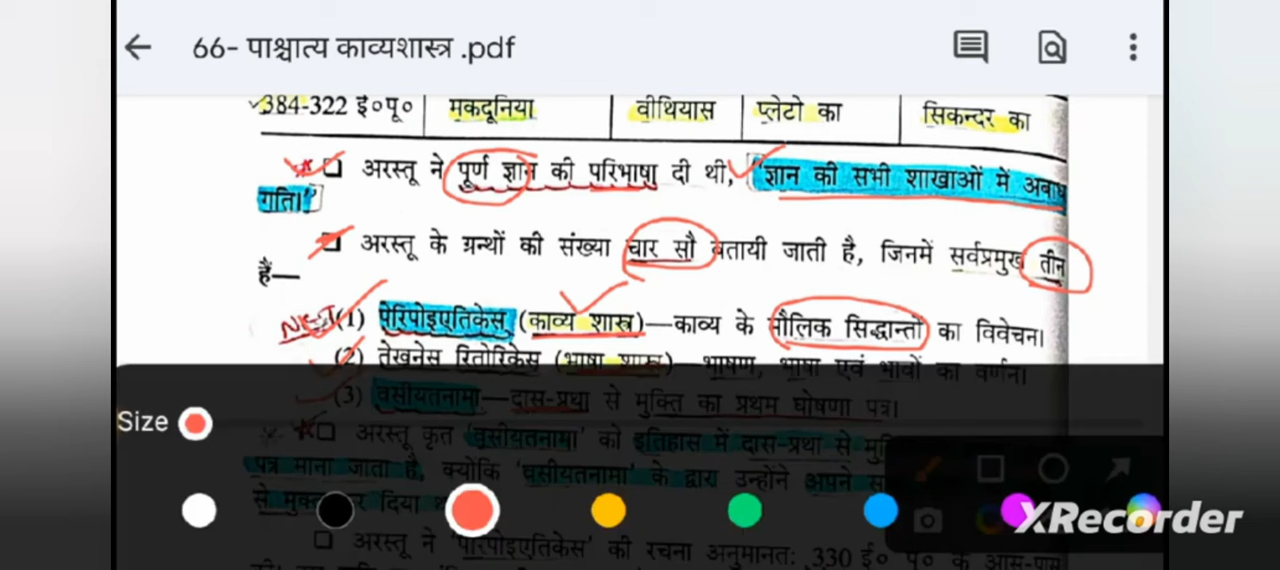 66- पाश्चात्य काव्यशास्त्र .pdf
384-322 ई०पू० मकदूनिया वीथियास प्लेटो का सिकन्दर का
अरस्तू ने पूर्ण ज्ञान की परिभाषा दी थी, "ज्ञान की सभी शाखाओं में अबाध
गति।"
अरस्तू के ग्रन्थों की संख्या चार सौ बतायी जाती है, जिनमें सर्वप्रमुख तीन
हैं—
(1) पेरिपोइएतिकेस (काव्य शास्त्र)—काव्य के मौलिक सिद्धान्तों का विवेचन।
(2) तेखनेस रितोरिकेस (भाषा शास्त्र)—भाषण, भाषा एवं भावों का वर्णन।
(3) वसीयतनामा—दास-प्रथा से मुक्ति का प्रथम घोषणा पत्र।
Size
अरस्तू कृत 'वसीयतनामा' को इतिहास में दास-प्रथा से
पत्र माना जाता है, क्योंकि 'वसीयतनामा' के द्वारा उन्होंने अपने
से मुक्त कर दिया
XRecorder
अरस्तू ने 'पेरिपोइएतिकेस' की रचना अनुमानत: 330 ई० पू० के आस-पास